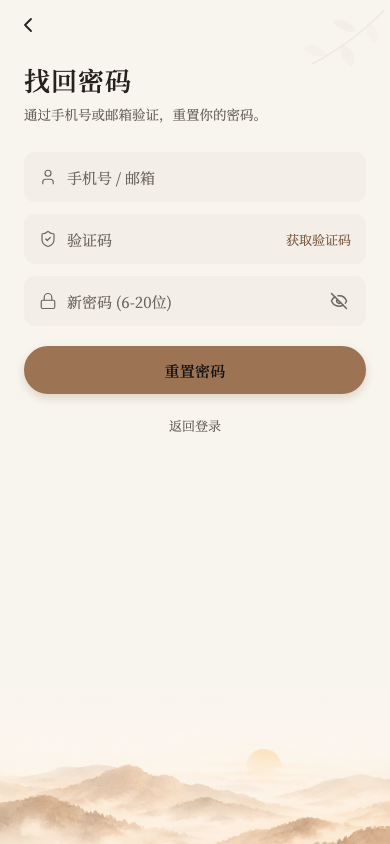 找回密码
通过手机号或邮箱验证，重置你的密码。
手机号 / 邮箱
验证码 获取验证码
新密码 (6-20位)
重置密码
返回登录